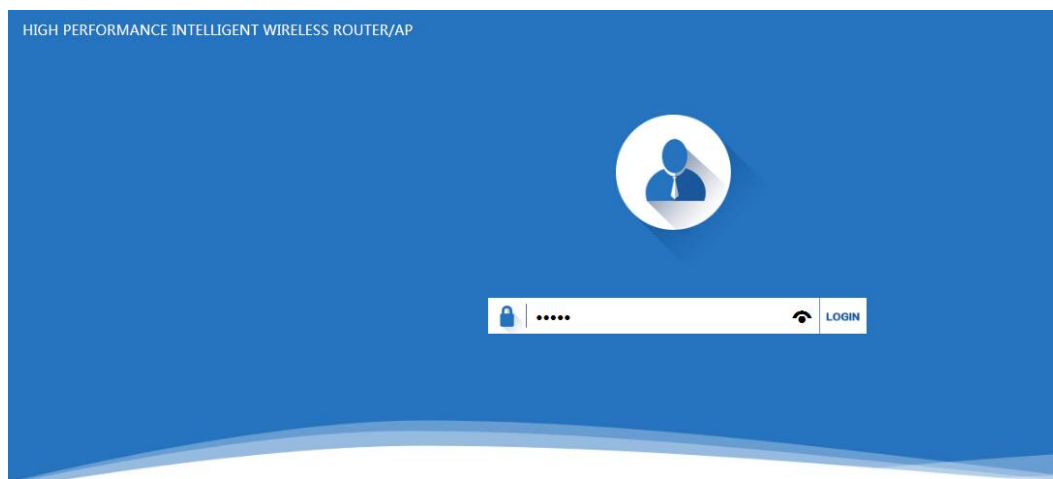 HIGH PERFORMANCE INTELLIGENT WIRELESS ROUTER/AP
••••• LOGIN